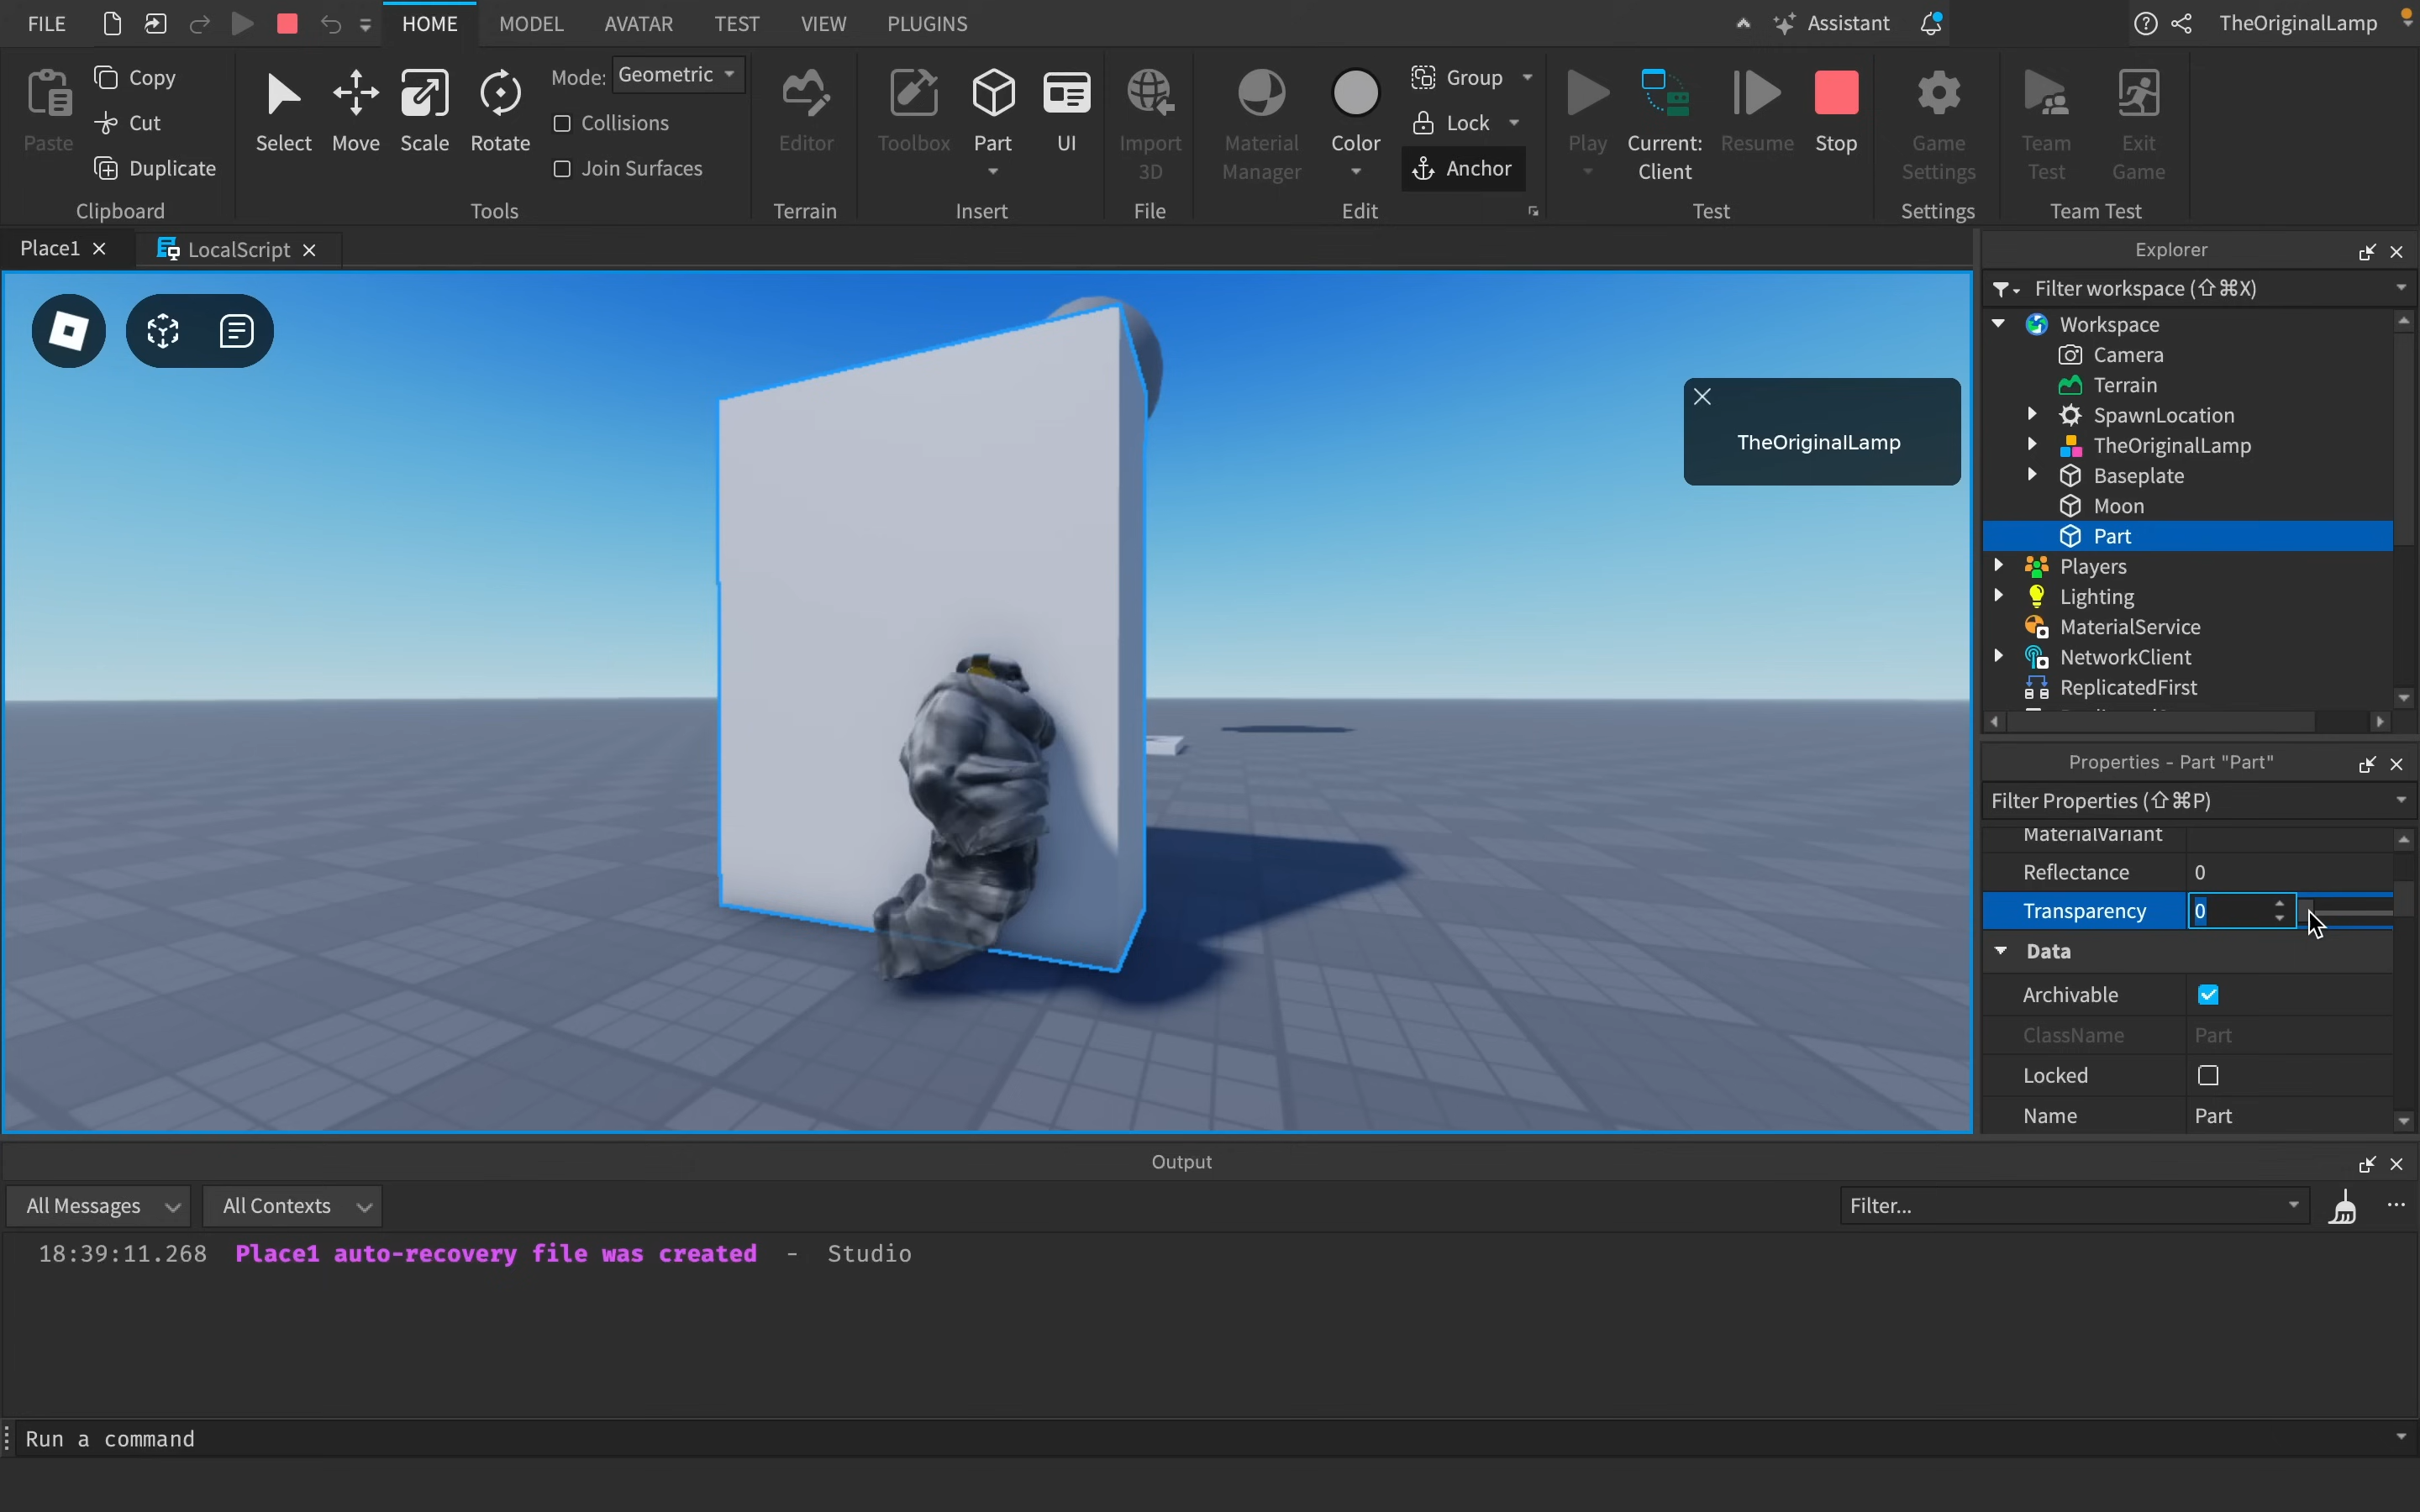 FILE HOME MODEL AVATAR TEST VIEW PLUGINS Assistant TheOriginalLamp
Paste Copy Cut Duplicate
Clipboard
Select Move Scale Rotate Mode: Geometric
Collisions
Join Surfaces
Tools
Editor
Terrain
Toolbox Part UI
Insert
Import
3D
File
Material
Manager
Color
Group
Lock
Anchor
Edit
Play Current:
Client
Resume Stop
Test
Game
Settings
Settings
Team
Test
Exit
Game
Team Test
Place1 LocalScript
TheOriginalLamp
Explorer
Filter workspace (⇧⌘X)
Workspace
Camera
Terrain
SpawnLocation
TheOriginalLamp
Baseplate
Moon
Part
Players
Lighting
MaterialService
NetworkClient
ReplicatedFirst
Properties - Part "Part"
Filter Properties (⇧⌘P)
MaterialVariant
Reflectance 0
Transparency 0
Data
Archivable
ClassName Part
Locked
Name Part
Output
All Messages All Contexts Filter...
18:39:11.268 Place1 auto-recovery file was created - Studio
Run a command